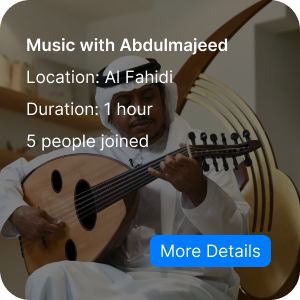 Music with Abdulmajeed
Location: Al Fahidi
Duration: 1 hour
5 people joined
More Details